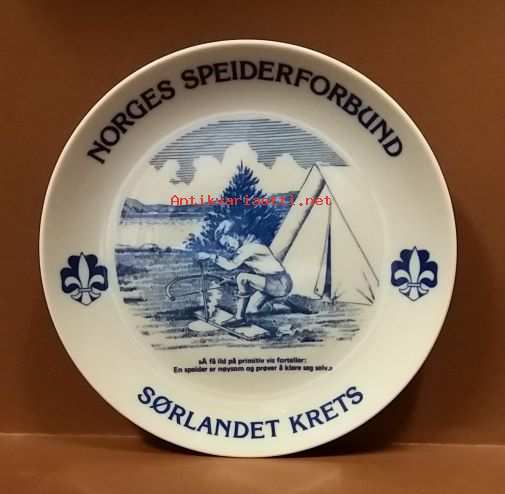 NORGES SPEIDERFORBUND
Antikvariaatti.net
»Å få ild på primitiv vis forteller:
En speider er nøysom og prøver å klare seg selv.»
SØRLANDET KRETS